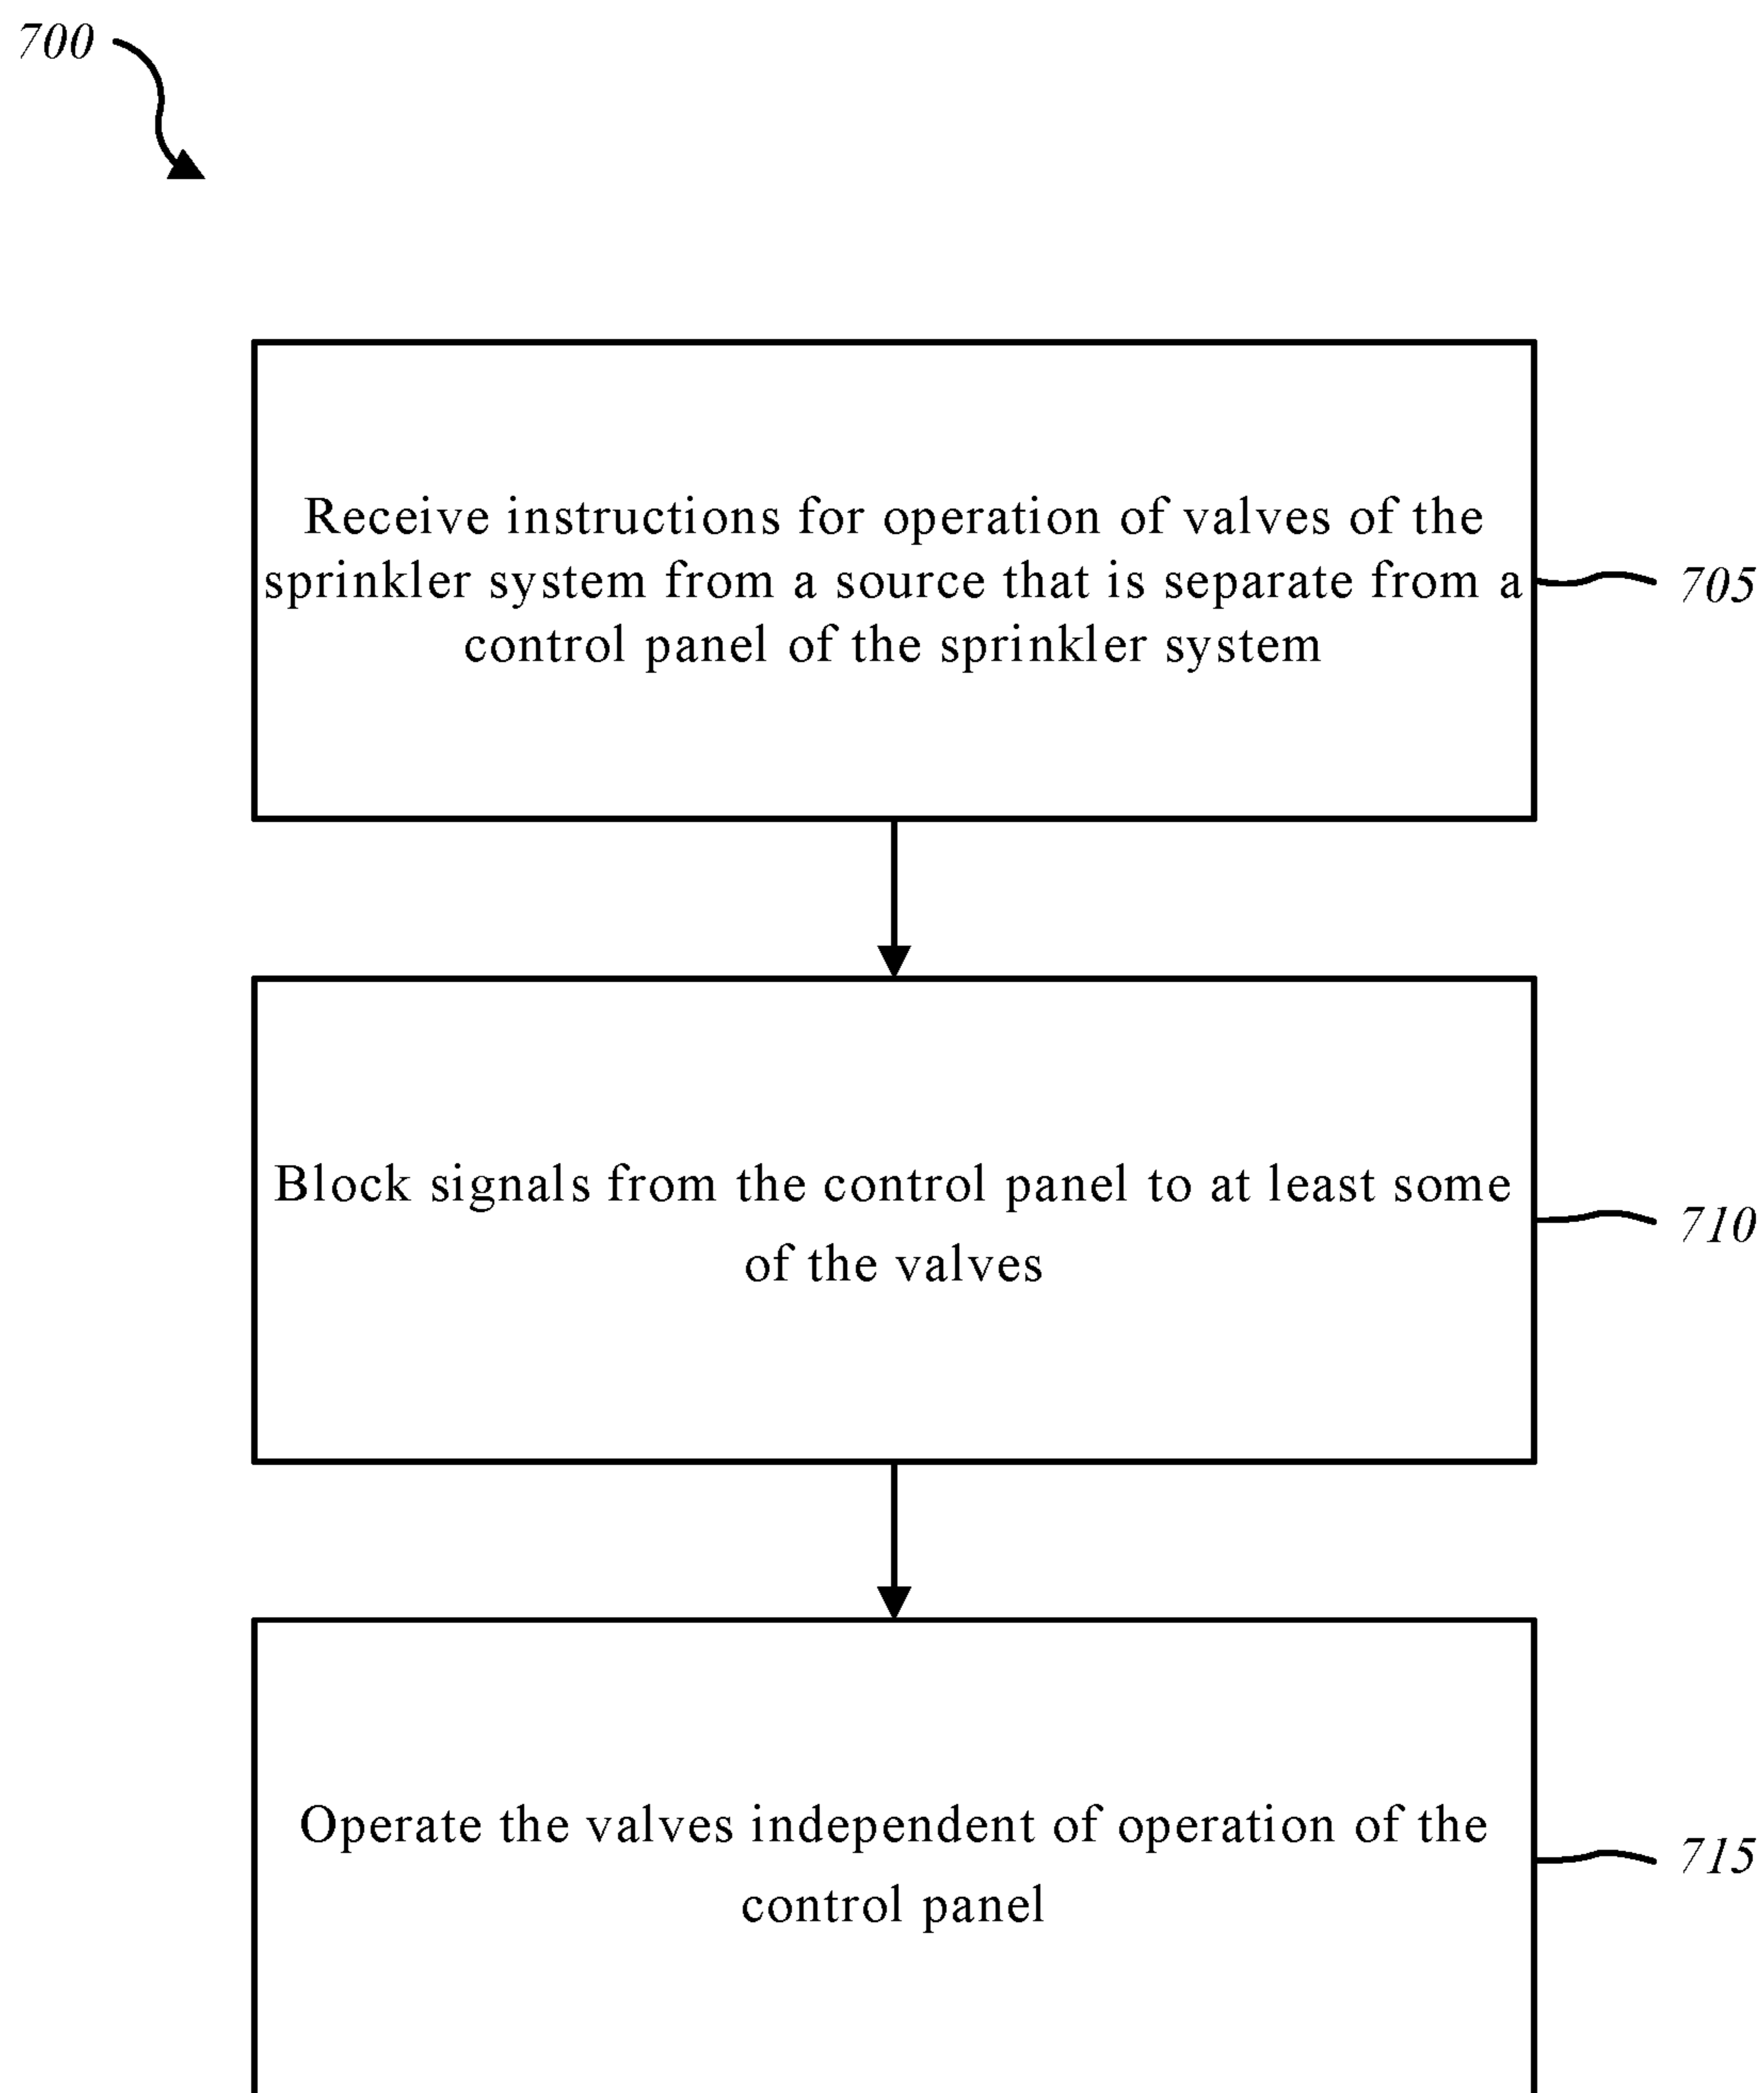 700
Receive instructions for operation of valves of the
sprinkler system from a source that is separate from a
control panel of the sprinkler system
705
Block signals from the control panel to at least some
of the valves
710
Operate the valves independent of operation of the
control panel
715